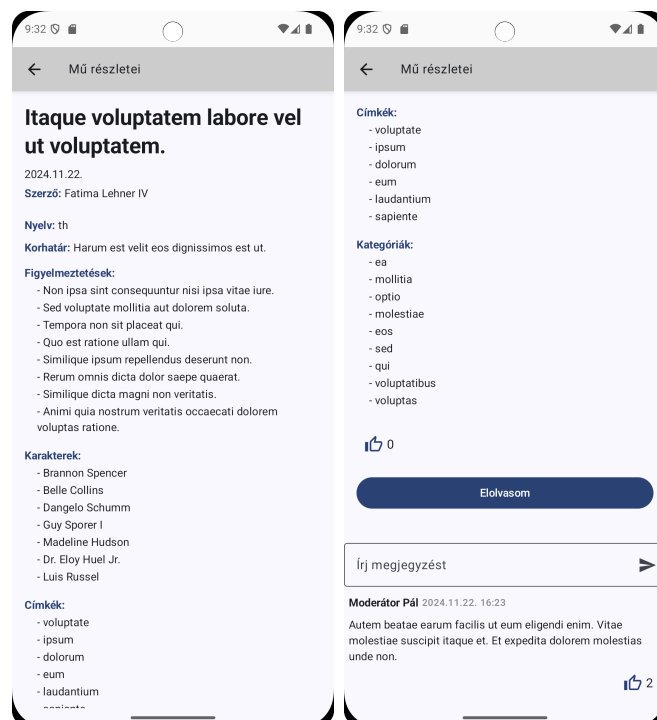 9:32
Mű részletei
Itaque voluptatem labore vel
ut voluptatem.
2024.11.22.
Szerző: Fatima Lehner IV
Nyelv: th
Korhatár: Harum est velit eos dignissimos est ut.
Figyelmeztetések:
- Non ipsa sint consequuntur nisi ipsa vitae iure.
- Sed voluptate mollitia aut dolorem soluta.
- Tempora non sit placeat qui.
- Quo est ratione ullam qui.
- Similique ipsum repellendus deserunt non.
- Rerum omnis dicta dolor saepe quaerat.
- Similique dicta magni non veritatis.
- Animi quia nostrum veritatis occaecati dolorem
voluptas ratione.
Karakterek:
- Brannon Spencer
- Belle Collins
- Dangelo Schumm
- Guy Sporer I
- Madeline Hudson
- Dr. Eloy Huel Jr.
- Luis Russel
Címkék:
- voluptate
- ipsum
- dolorum
- eum
- laudantium
9:32
Mű részletei
Címkék:
- voluptate
- ipsum
- dolorum
- eum
- laudantium
- sapiente
Kategóriák:
- ea
- mollitia
- optio
- molestiae
- eos
- sed
- qui
- voluptatibus
- voluptas
0
Elolvasom
Írj megjegyzést
Moderátor Pál 2024.11.22. 16:23
Autem beatae earum facilis ut eum eligendi enim. Vitae
molestiae suscipit itaque et. Et expedita dolorem molestias
unde non.
2